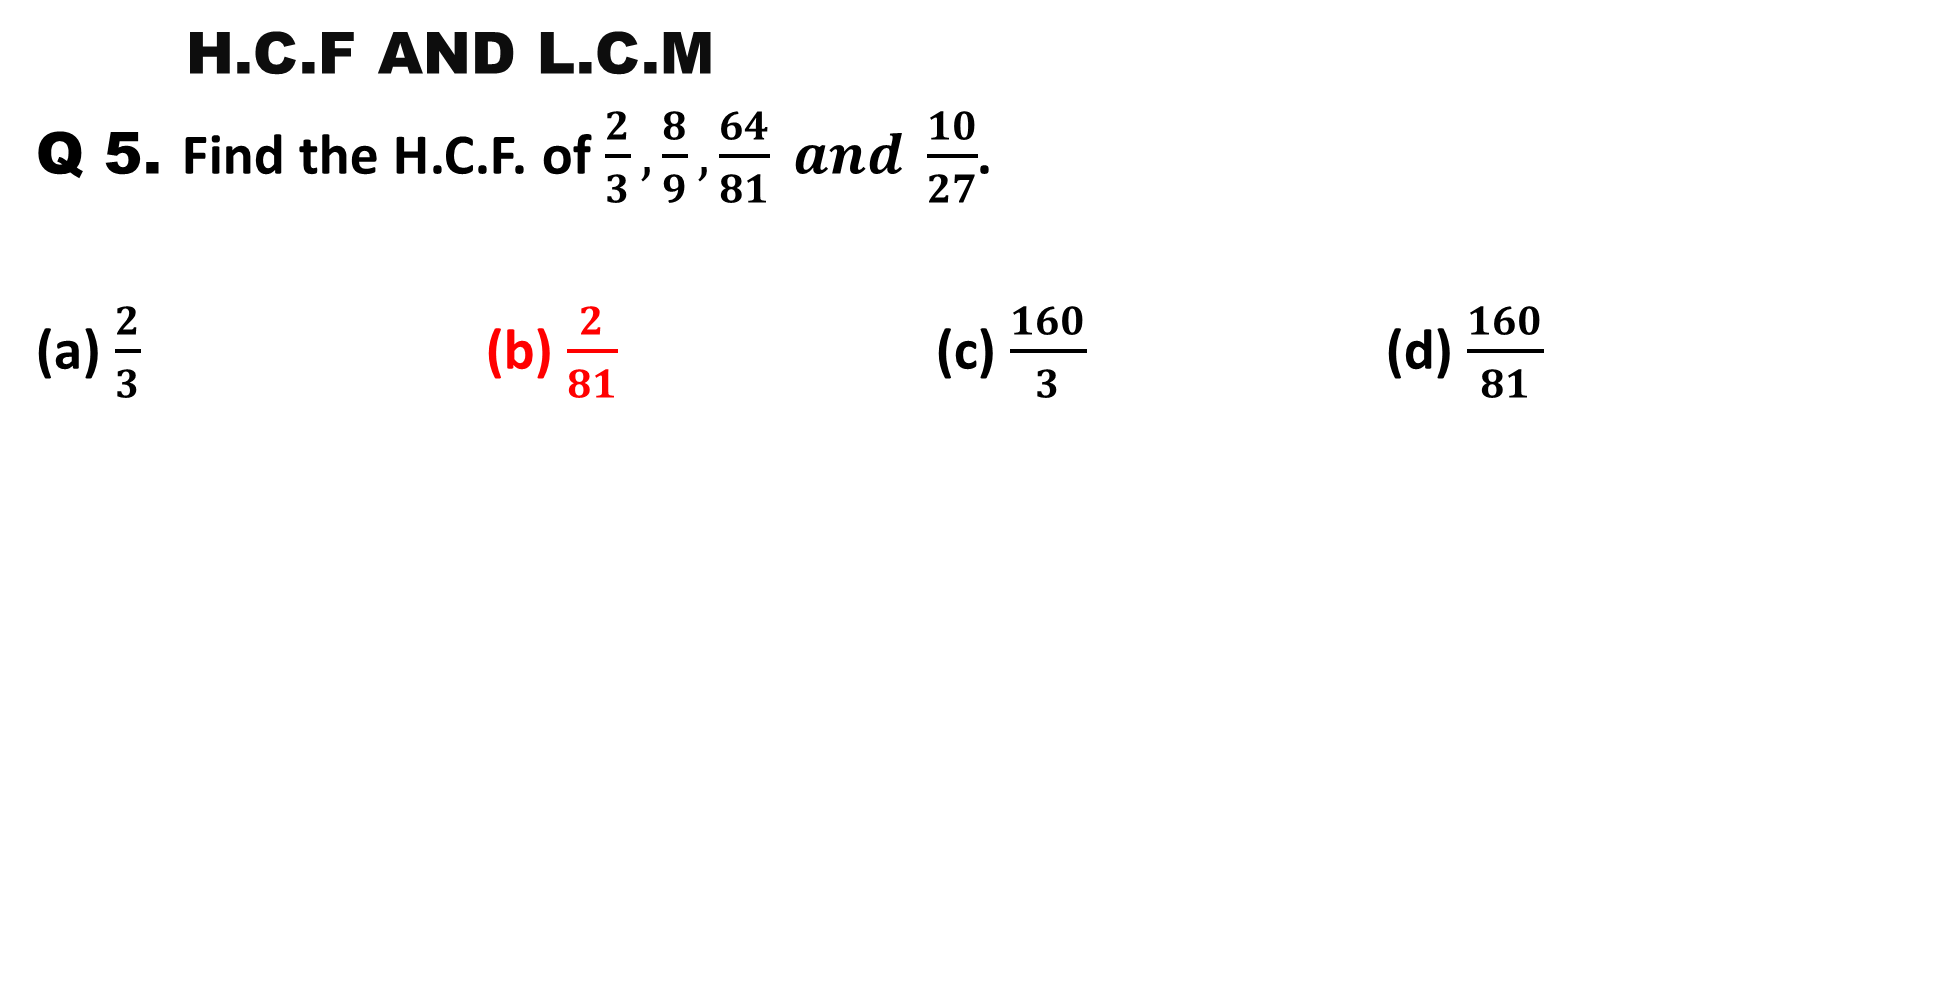 H.C.F AND L.C.M
Q 5. Find the H.C.F. of 2/3, 8/9, 64/81 and 10/27.
(a) 2/3 (b) 2/81 (c) 160/3 (d) 160/81